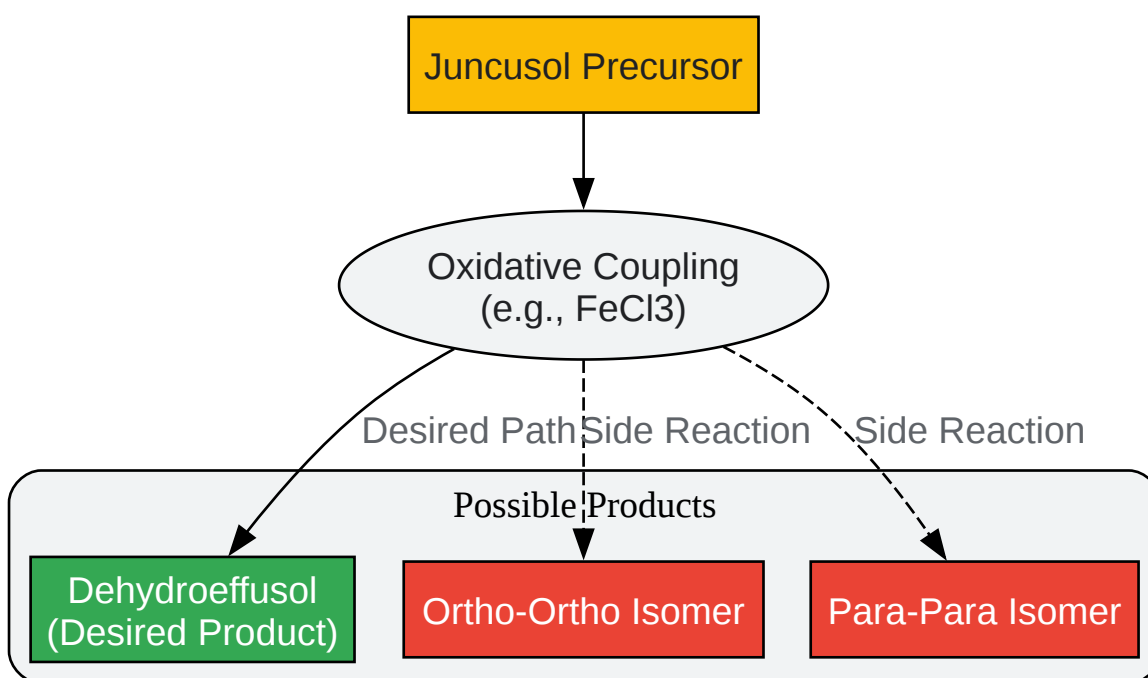 Juncusol Precursor
Oxidative Coupling
(e.g., FeCl3)
Desired Path
Side Reaction
Side Reaction
Possible Products
Dehydroeffusol
(Desired Product)
Ortho-Ortho Isomer
Para-Para Isomer